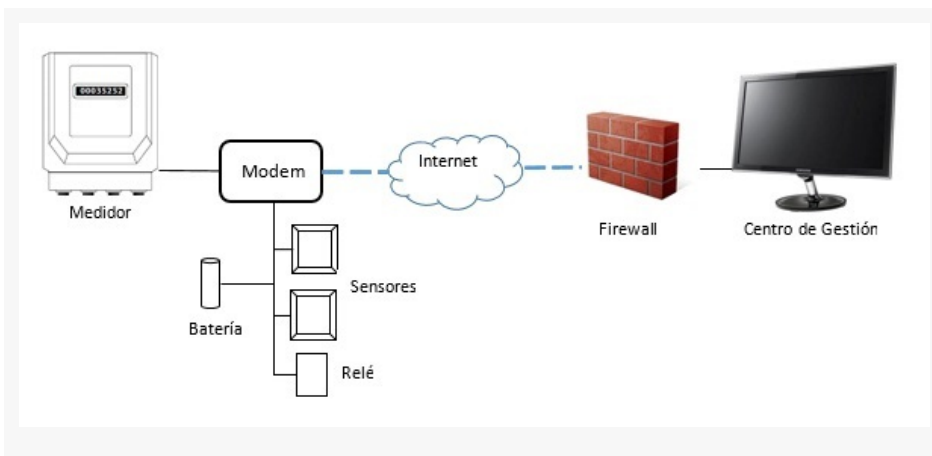 00035252
Medidor
Modem
Internet
Firewall
Centro de Gestión
Sensores
Batería
Relé